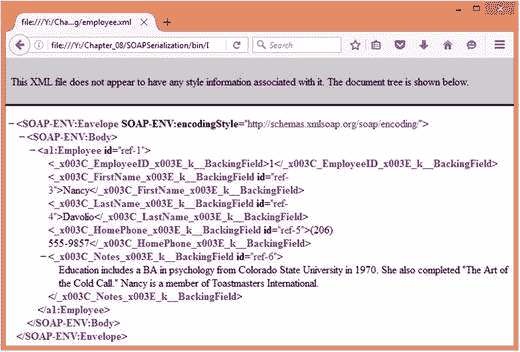 file:///Y:/Cha...g/employee.xml
file:///Y:/Chapter_08/SOAPSerialization/bin/
Search
This XML file does not appear to have any style information associated with it. The document tree is shown below.
−<SOAP-ENV:Envelope SOAP-ENV:encodingStyle="http://schemas.xmlsoap.org/soap/encoding/">
−<SOAP-ENV:Body>
−<a1:Employee id="ref-1">
<_x003C_EmployeeID_x003E_k__BackingField>1</_x003C_EmployeeID_x003E_k__BackingField>
<_x003C_FirstName_x003E_k__BackingField id="ref-
3">Nancy</_x003C_FirstName_x003E_k__BackingField>
<_x003C_LastName_x003E_k__BackingField id="ref-
4">Davolio</_x003C_LastName_x003E_k__BackingField>
<_x003C_HomePhone_x003E_k__BackingField id="ref-5">(206)
555-9857</_x003C_HomePhone_x003E_k__BackingField>
−<_x003C_Notes_x003E_k__BackingField id="ref-6">
Education includes a BA in psychology from Colorado State University in 1970. She also completed "The Art of
the Cold Call." Nancy is a member of Toastmasters International.
</_x003C_Notes_x003E_k__BackingField>
</a1:Employee>
</SOAP-ENV:Body>
</SOAP-ENV:Envelope>